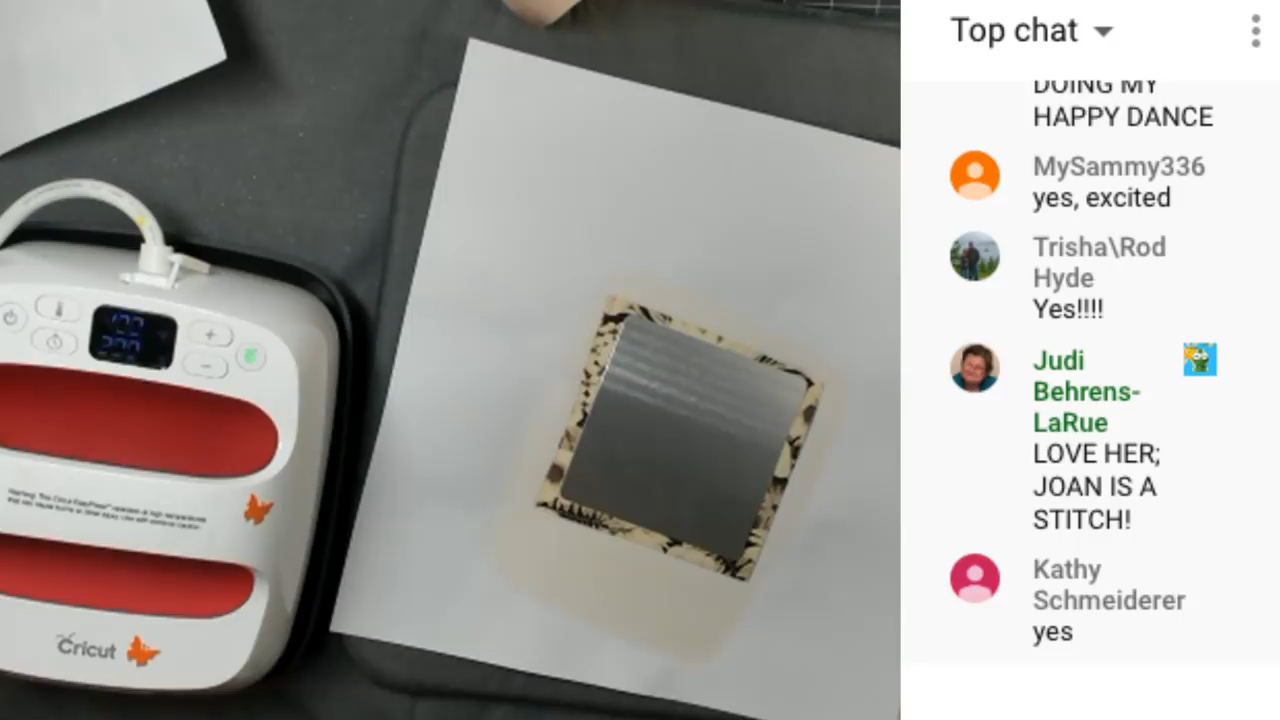 Top chat
DOING MY
HAPPY DANCE
MySammy336
yes, excited
Trisha\Rod
Hyde
Yes!!!!
Judi
Behrens-
LaRue
LOVE HER;
JOAN IS A
STITCH!
Kathy
Schmeiderer
yes
Cricut